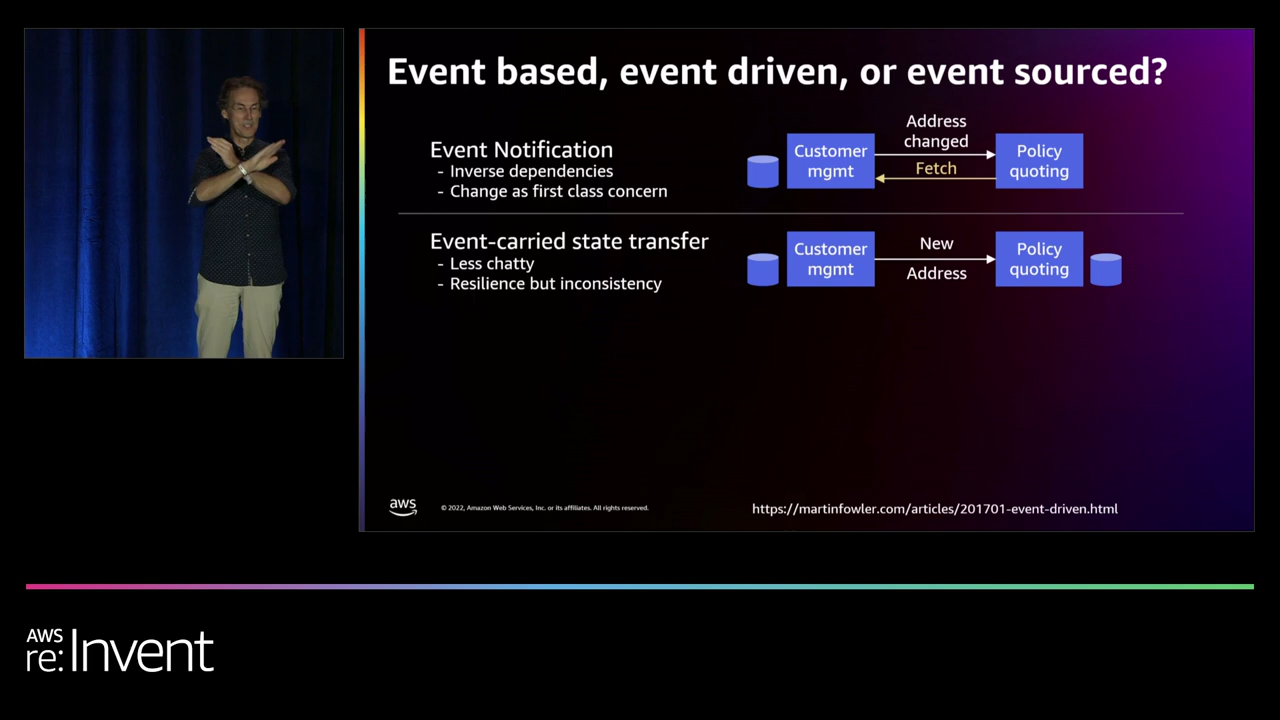 Event based, event driven, or event sourced?
Event Notification
- Inverse dependencies
- Change as first class concern
Customer
mgmt
Address
changed
Fetch
Policy
quoting
Event-carried state transfer
- Less chatty
- Resilience but inconsistency
Customer
mgmt
New
Address
Policy
quoting
aws
© 2022, Amazon Web Services, Inc. or its affiliates. All rights reserved.
https://martinfowler.com/articles/201701-event-driven.html
AWS
re:Invent